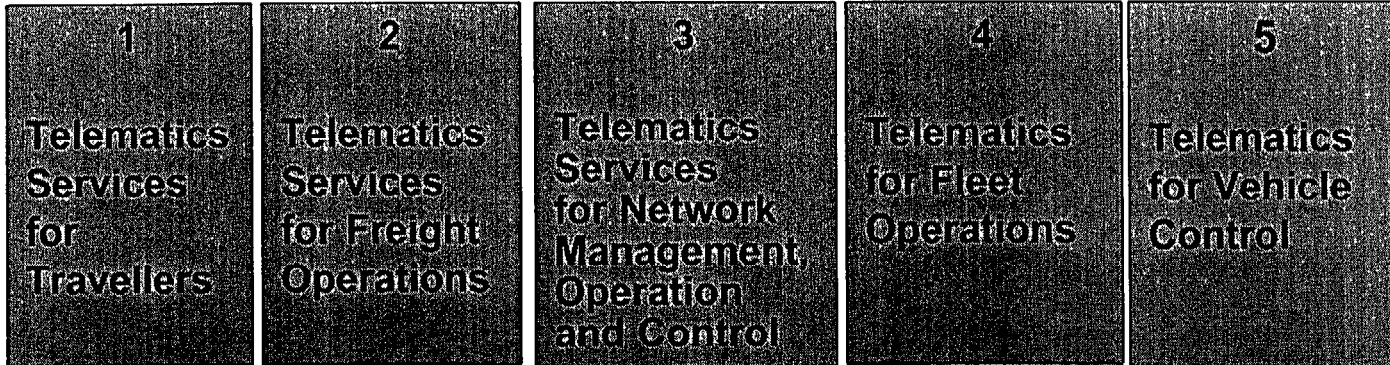 1
Telematics
Services
for
Travellers
2
Telematics
Services
for Freight
Operations
3
Telematics
Services
for Network
Management,
Operation
and Control
4
Telematics
for Fleet
Operations
5
Telematics
for Vehicle
Control